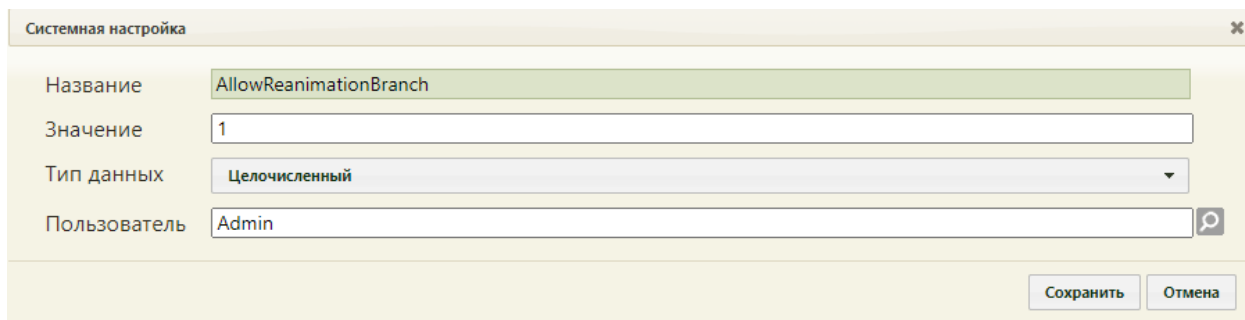 Системная настройка
Название AllowReanimationBranch
Значение 1
Тип данных Целочисленный
Пользователь Admin
Сохранить Отмена